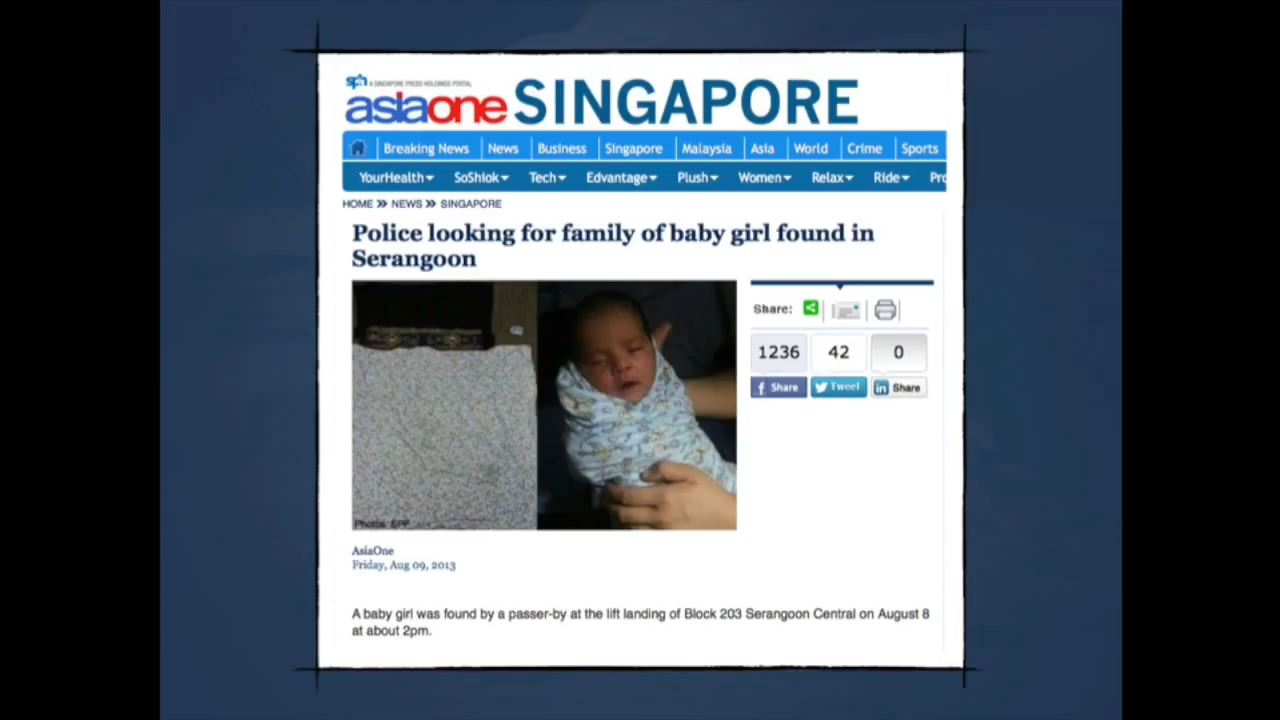 sph A SINGAPORE PRESS HOLDINGS PORTAL
asiaone SINGAPORE
Breaking News News Business Singapore Malaysia Asia World Crime Sports
YourHealth SoShiok Tech Edvantage Plush Women Relax Ride Pro
HOME » NEWS » SINGAPORE
Police looking for family of baby girl found in
Serangoon
Share:
1236 42 0
f Share Tweet in Share
Photos: SPF
AsiaOne
Friday, Aug 09, 2013
A baby girl was found by a passer-by at the lift landing of Block 203 Serangoon Central on August 8
at about 2pm.